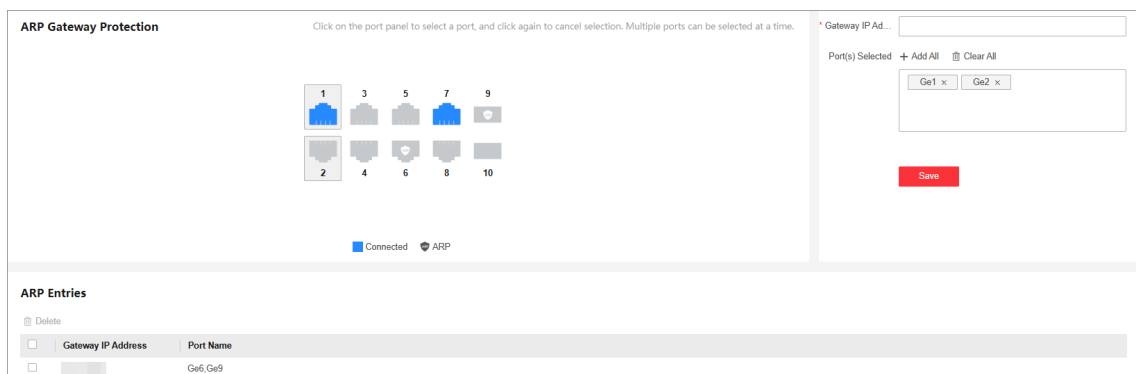 ARP Gateway Protection
Click on the port panel to select a port, and click again to cancel selection. Multiple ports can be selected at a time.
* Gateway IP Ad...
Port(s) Selected + Add All Clear All
Ge1 × Ge2 ×
1 3 5 7 9
2 4 6 8 10
Save
Connected ARP
ARP Entries
Delete
Gateway IP Address Port Name
Ge6,Ge9